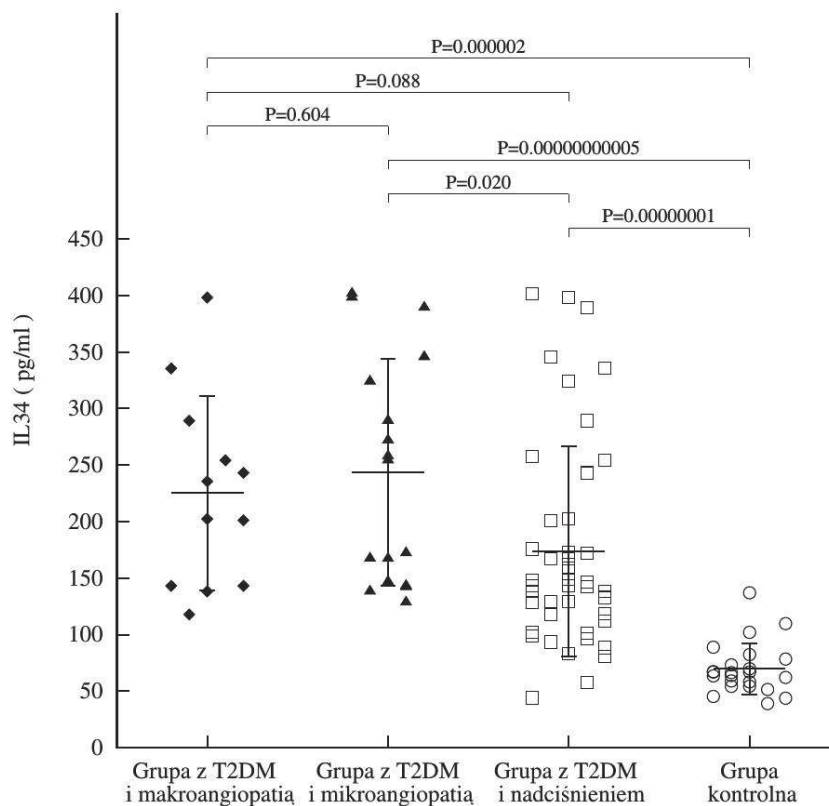 P=0.000002
P=0.088
P=0.604
P=0.00000000005
P=0.020
P=0.00000001
IL34 ( pg/ml )
450
400
350
300
250
200
150
100
50
0
Grupa z T2DM
i makroangiopatią
Grupa z T2DM
i mikroangiopatią
Grupa z T2DM
i nadciśnieniem
Grupa
kontrolna